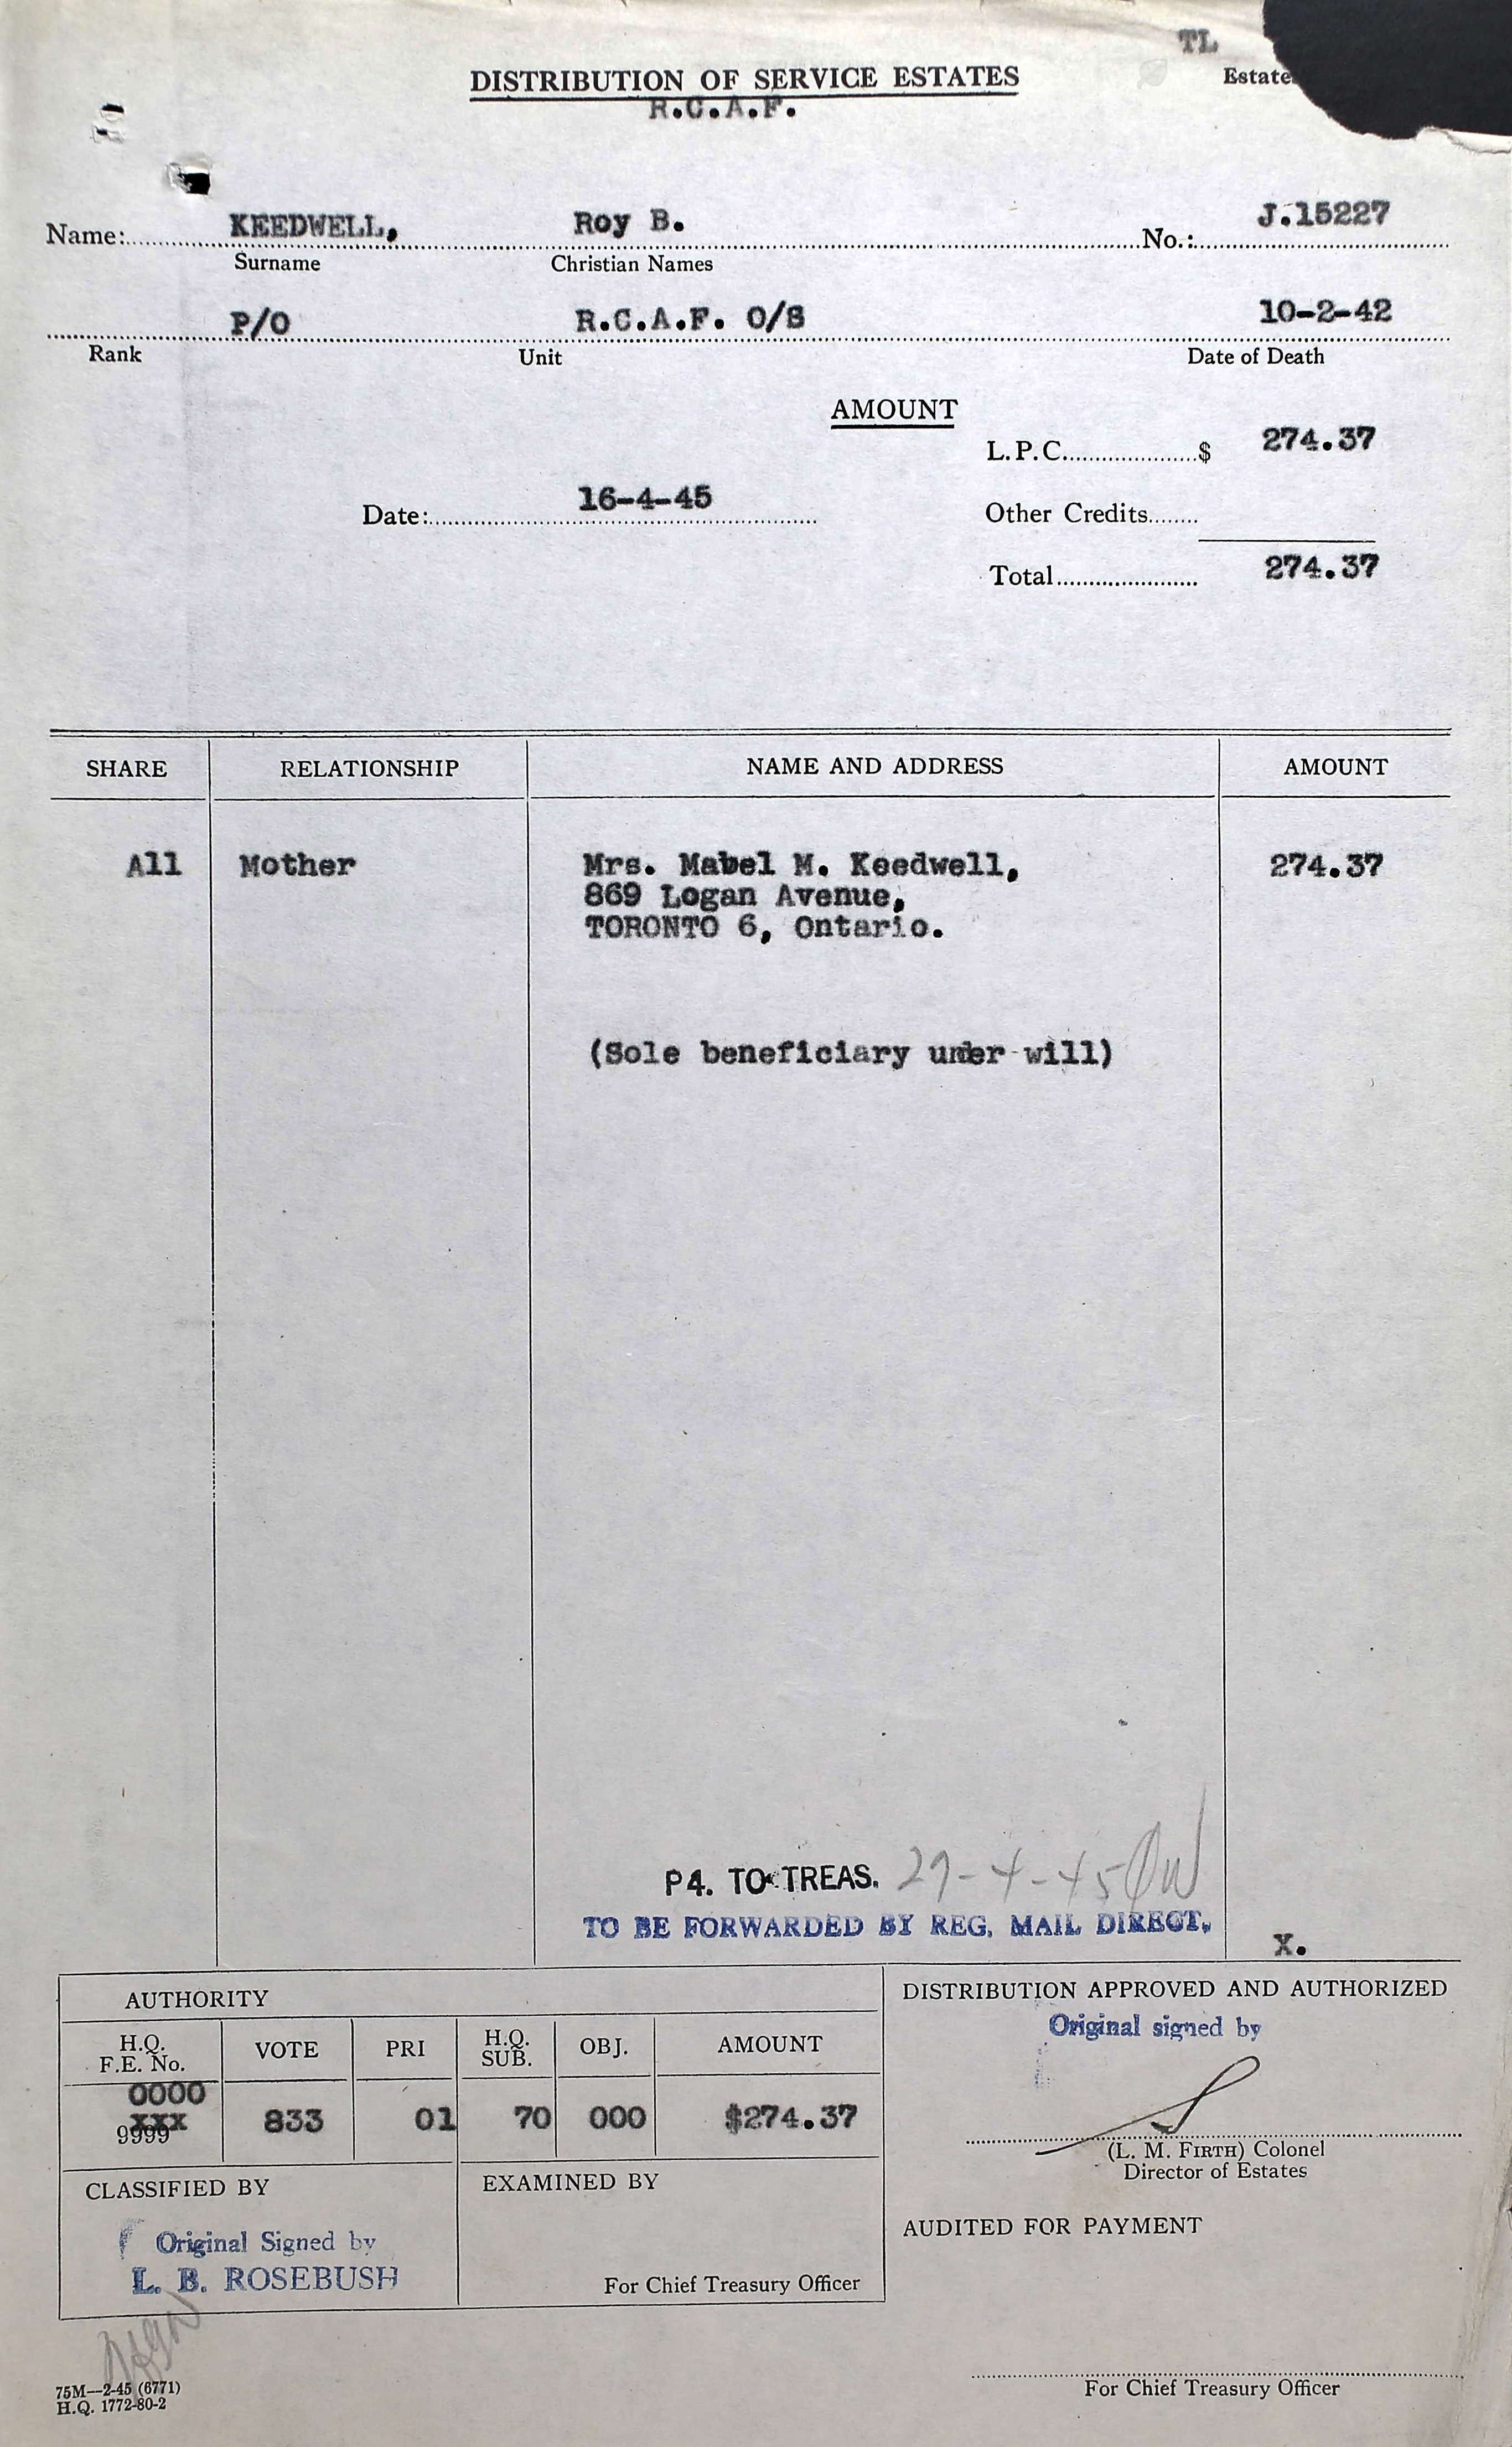 TL
DISTRIBUTION OF SERVICE ESTATES
Estate
R.C.A.F.
Name: KEEDWELL, Roy B. No.: J.15227
Surname Christian Names
P/O R.C.A.F. O/S 10-2-42
Rank Unit Date of Death
AMOUNT
L.P.C. $ 274.37
Date: 16-4-45
Other Credits
Total 274.37
SHARE RELATIONSHIP NAME AND ADDRESS AMOUNT
All Mother Mrs. Mabel M. Keedwell, 274.37
869 Logan Avenue,
TORONTO 6, Ontario.
(Sole beneficiary under will)
P4. TO TREAS. 29-4-45
TO BE FORWARDED BY REG. MAIL DIRECT.
X.
AUTHORITY
H.Q. F.E. No. VOTE PRI H.Q. SUB. OBJ. AMOUNT
0000
xxx 833 01 70 000 $274.37
9999
CLASSIFIED BY
Original Signed by
L. B. ROSEBUSH
EXAMINED BY
For Chief Treasury Officer
DISTRIBUTION APPROVED AND AUTHORIZED
Original signed by
(L. M. FIRTH) Colonel
Director of Estates
AUDITED FOR PAYMENT
For Chief Treasury Officer
75M—2-45 (6771)
H.Q. 1772-80-2